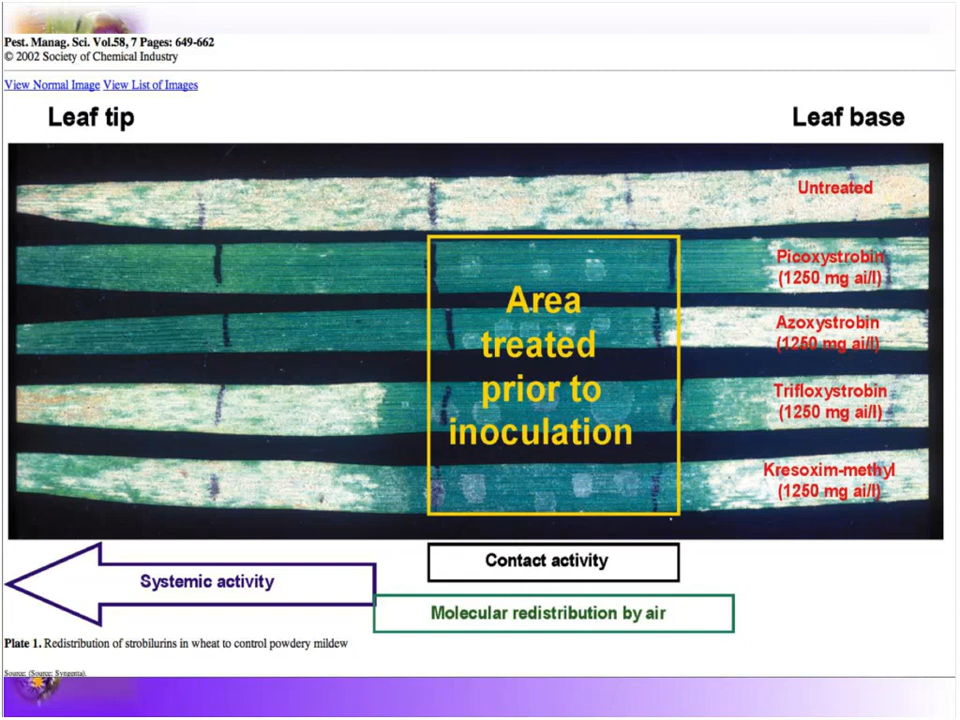 Pest. Manag. Sci. Vol.58, 7 Pages: 649-662
© 2002 Society of Chemical Industry
View Normal Image View List of Images
Leaf tip
Leaf base
Untreated
Picoxystrobin
(1250 mg ai/l)
Area
treated
prior to
inoculation
Azoxystrobin
(1250 mg ai/l)
Trifloxystrobin
(1250 mg ai/l)
Kresoxim-methyl
(1250 mg ai/l)
Contact activity
Systemic activity
Molecular redistribution by air
Plate 1. Redistribution of strobilurins in wheat to control powdery mildew
Source: (Source: Syngenta).